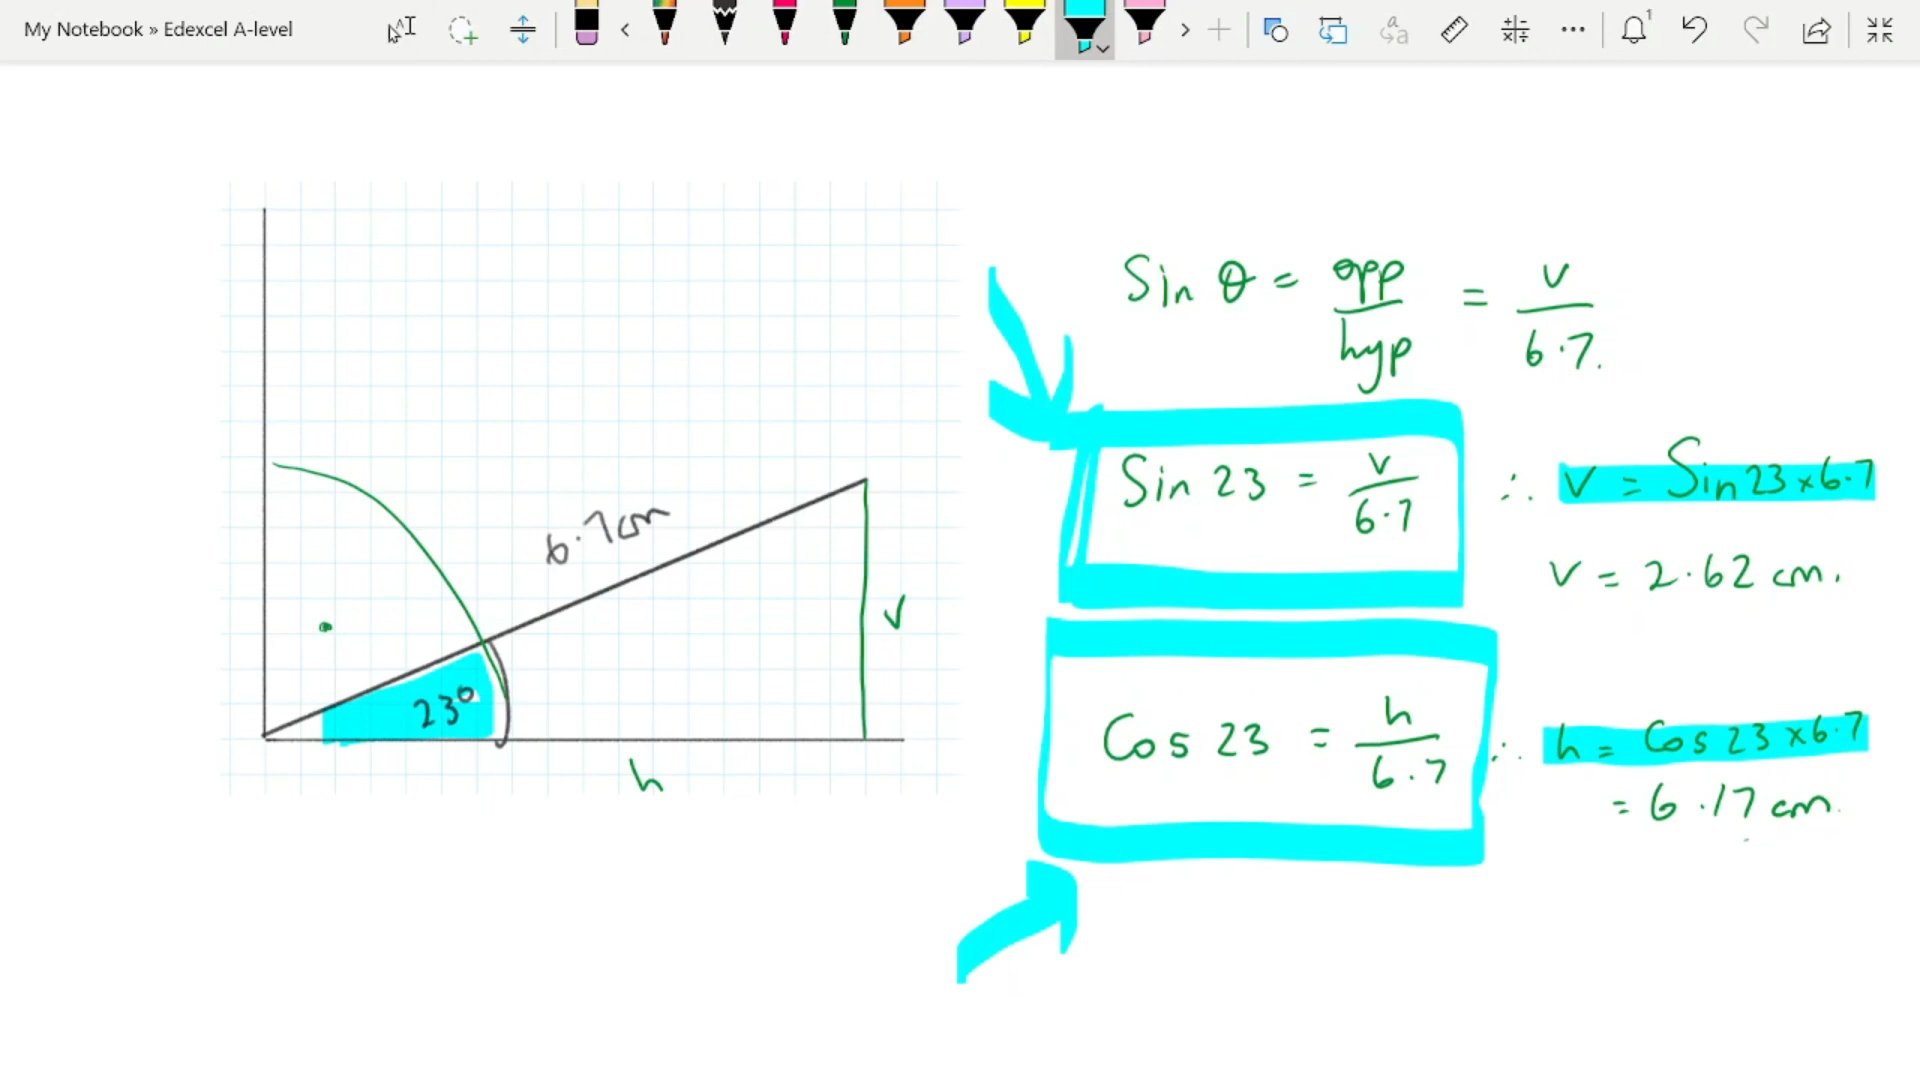 My Notebook » Edexcel A-level
Sin θ = opp/hyp = v/6.7.
Sin 23 = v/6.7 ∴ v = Sin 23 × 6.7
v = 2.62 cm.
Cos 23 = h/6.7 ∴ h = Cos 23 × 6.7
= 6.17 cm.
6.7cm
v
23°
h